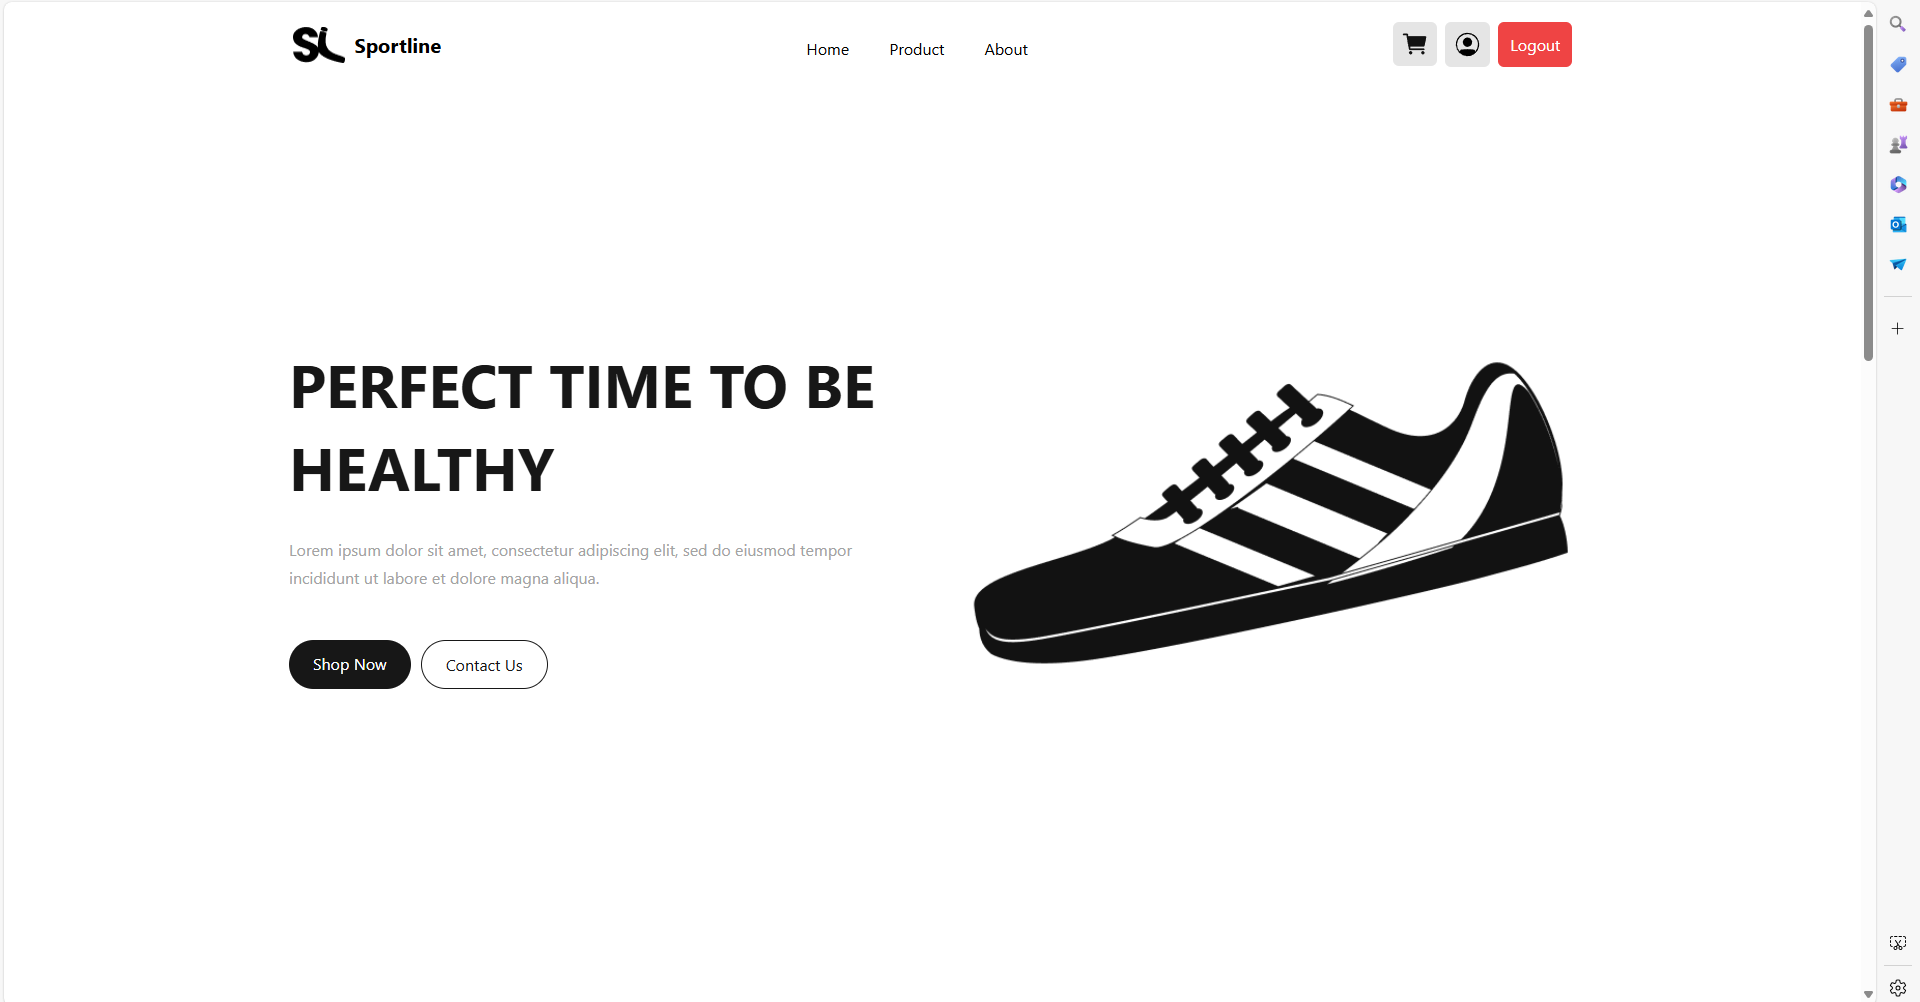 SL Sportline
Home Product About
Logout
PERFECT TIME TO BE
HEALTHY
Lorem ipsum dolor sit amet, consectetur adipiscing elit, sed do eiusmod tempor
incididunt ut labore et dolore magna aliqua.
Shop Now
Contact Us